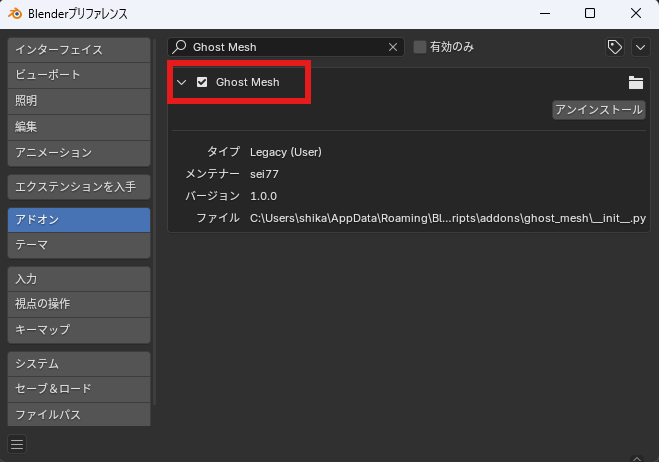 Blenderプリファレンス
インターフェイス
ビューポート
照明
編集
アニメーション
エクステンションを入手
アドオン
テーマ
入力
視点の操作
キーマップ
システム
セーブ＆ロード
ファイルパス
Ghost Mesh
有効のみ
Ghost Mesh
アンインストール
タイプ Legacy (User)
メンテナー sei77
バージョン 1.0.0
ファイル C:\Users\shika\AppData\Roaming\Bl...ripts\addons\ghost_mesh\__init__.py